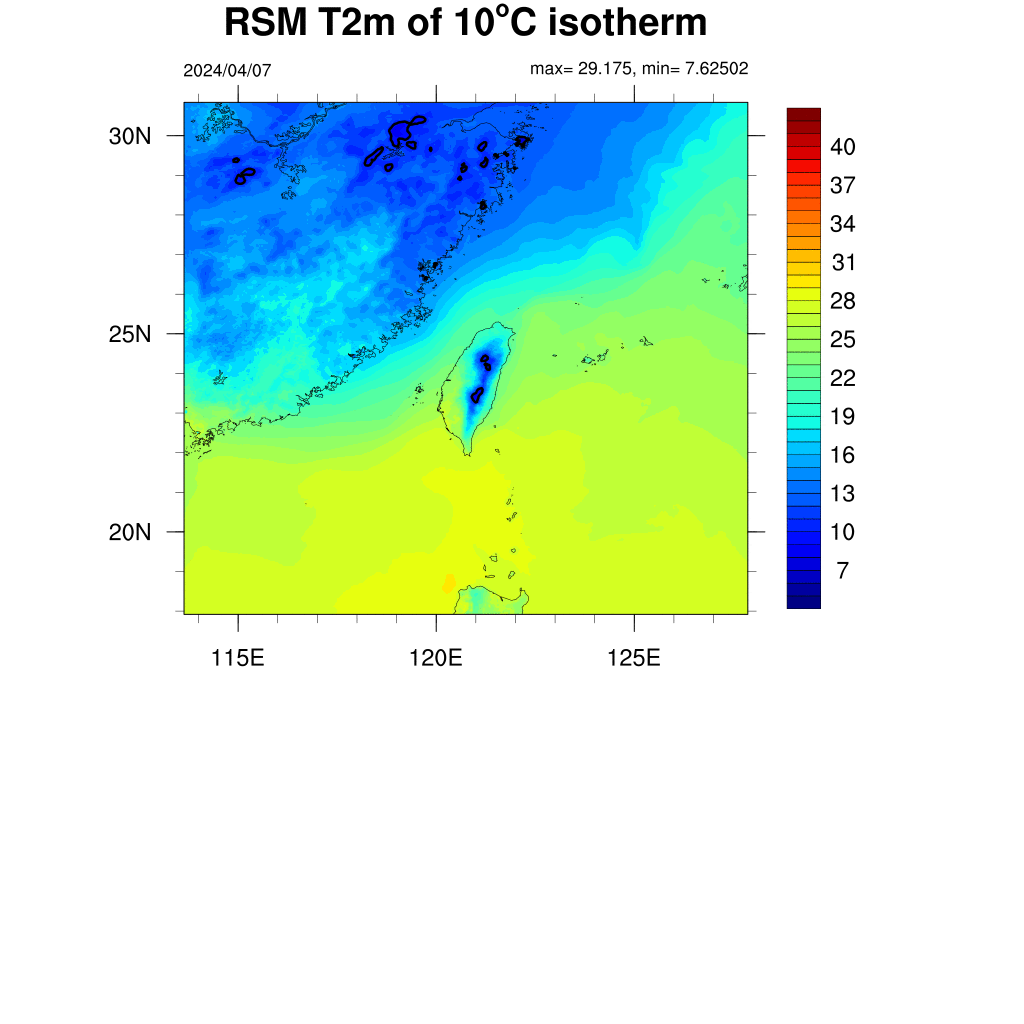 RSM T2m of 10°C isotherm
2024/04/07
max= 29.175, min= 7.62502
30N
25N
20N
115E
120E
125E
40
37
34
31
28
25
22
19
16
13
10
7